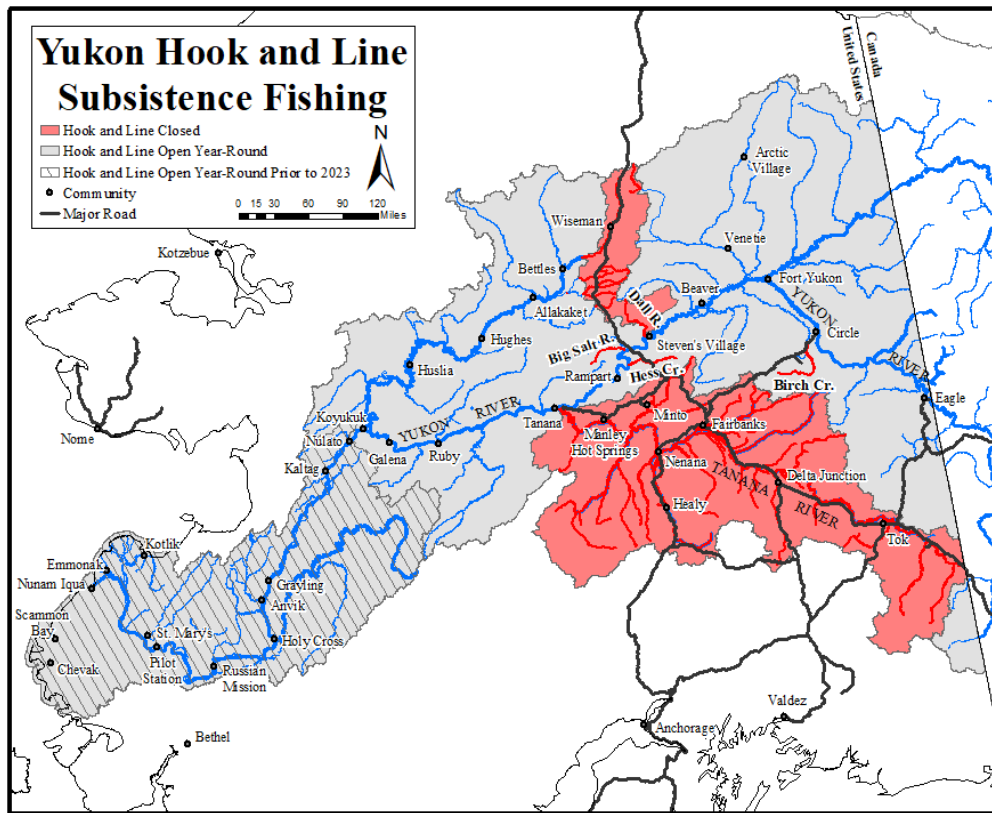 Yukon Hook and Line
Subsistence Fishing
Hook and Line Closed
Hook and Line Open Year-Round
Hook and Line Open Year-Round Prior to 2023
Community
Major Road
N
0 15 30 60 90 120
Miles
Canada
United States
Arctic
Village
Wiseman
Kotzebue
Venetie
Bettles
Fort Yukon
Beaver
Dall R.
YUKON
Allakaket
Circle
Hughes
Big Salt R.
Steven's Village
RIVER
Huslia
Rampart
Hess Cr.
Birch Cr.
Eagle
RIVER
Minto
Koyukuk
YUKON
Tanana
Manley
Hot Springs
Fairbanks
Nome
Nulato
Galena
Ruby
Nenana
Kaltag
TANANA
Delta Junction
Healy
RIVER
Tok
Kotlik
Emmonak
Nunam Iqua
Grayling
Anvik
Scammon
Bay
St. Mary's
Holy Cross
Pilot
Station
Chevak
Russian
Mission
Valdez
Anchorage
Bethel